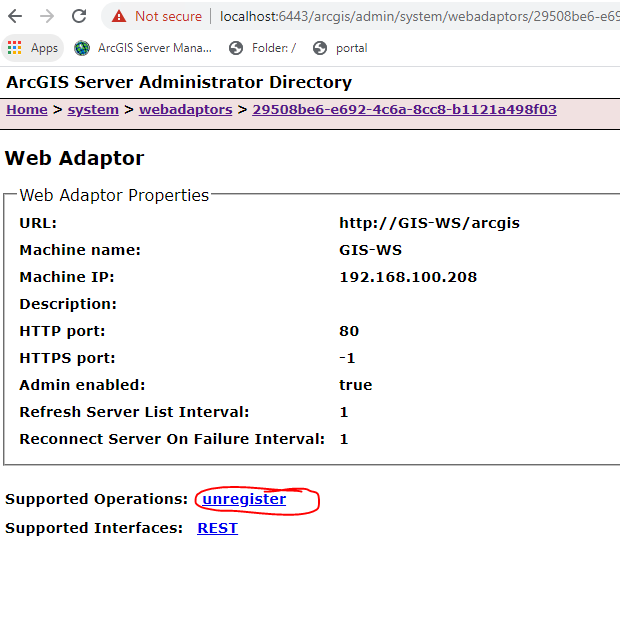 Not secure | localhost:6443/arcgis/admin/system/webadaptors/29508be6-e69
Apps ArcGIS Server Mana... Folder: / portal
ArcGIS Server Administrator Directory
Home > system > webadaptors > 29508be6-e692-4c6a-8cc8-b1121a498f03
Web Adaptor
Web Adaptor Properties
URL: http://GIS-WS/arcgis
Machine name: GIS-WS
Machine IP: 192.168.100.208
Description:
HTTP port: 80
HTTPS port: -1
Admin enabled: true
Refresh Server List Interval: 1
Reconnect Server On Failure Interval: 1
Supported Operations: unregister
Supported Interfaces: REST